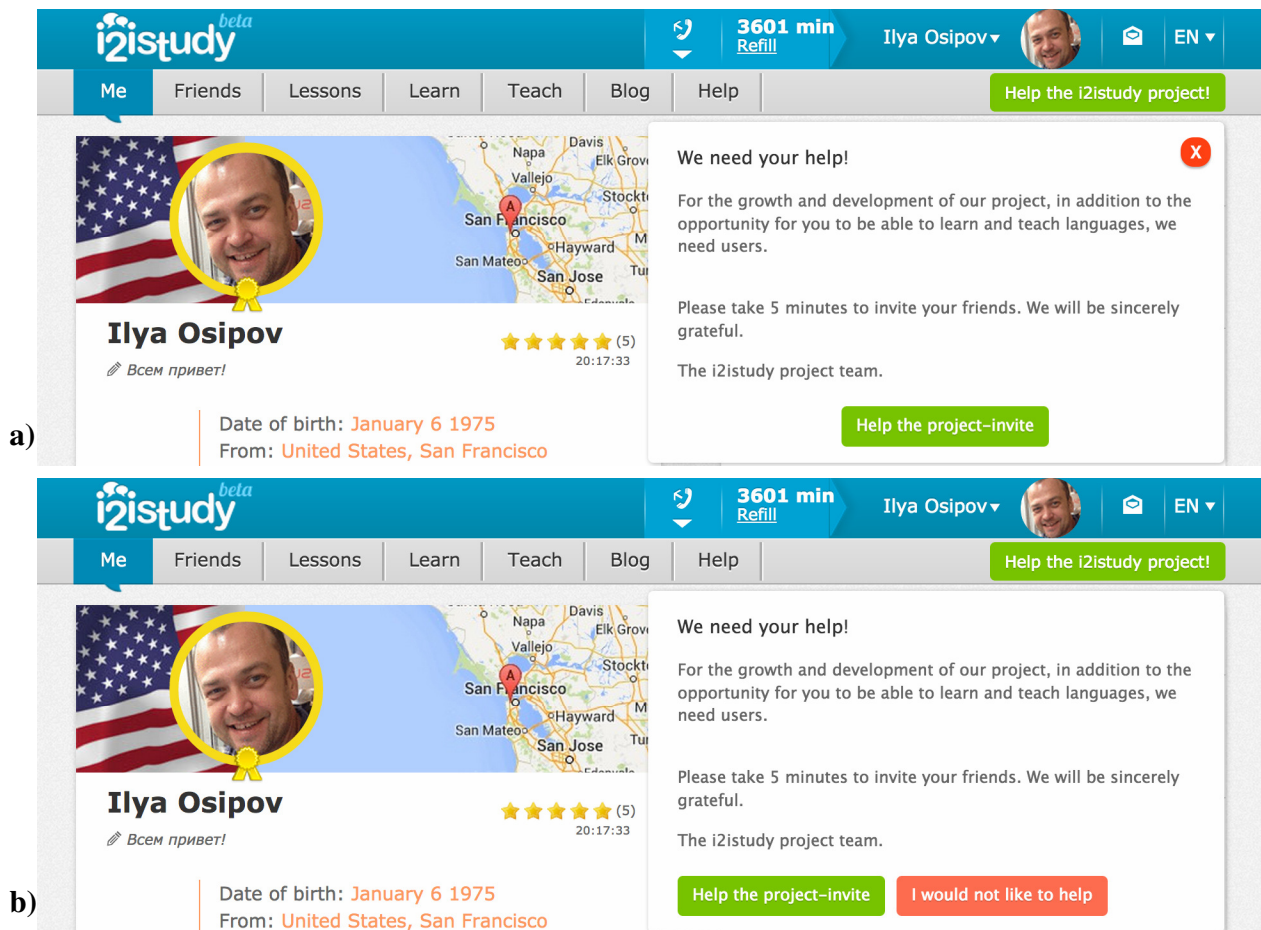 i2istudy beta
3601 min
Refill
Ilya Osipov
EN
Me Friends Lessons Learn Teach Blog Help
Help the i2istudy project!
Davis
Napa
Elk Grove
Vallejo
San Francisco
A
Hayward
San Mateo
San Jose
We need your help!
X
For the growth and development of our project, in addition to the
opportunity for you to be able to learn and teach languages, we
need users.
Please take 5 minutes to invite your friends. We will be sincerely
grateful.
The i2istudy project team.
Help the project-invite
Ilya Osipov
(5)
20:17:33
Всем привет!
Date of birth: January 6 1975
From: United States, San Francisco
a)
i2istudy beta
3601 min
Refill
Ilya Osipov
EN
Me Friends Lessons Learn Teach Blog Help
Help the i2istudy project!
Davis
Napa
Elk Grove
Vallejo
San Francisco
A
Hayward
San Mateo
San Jose
We need your help!
For the growth and development of our project, in addition to the
opportunity for you to be able to learn and teach languages, we
need users.
Please take 5 minutes to invite your friends. We will be sincerely
grateful.
The i2istudy project team.
Help the project-invite
I would not like to help
Ilya Osipov
(5)
20:17:33
Всем привет!
Date of birth: January 6 1975
From: United States, San Francisco
b)